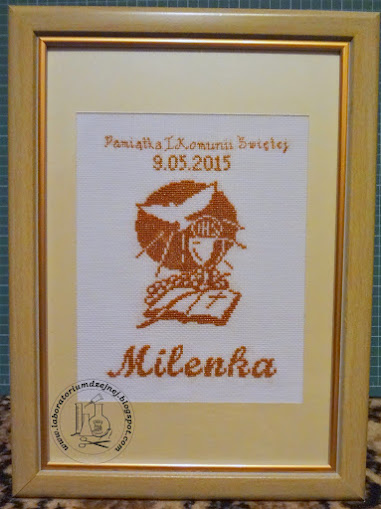 Pamiątka I Komunii Świętej
9.05.2015
IHS
Milenka
www.laboratoriumdzejnej.blogspot.com